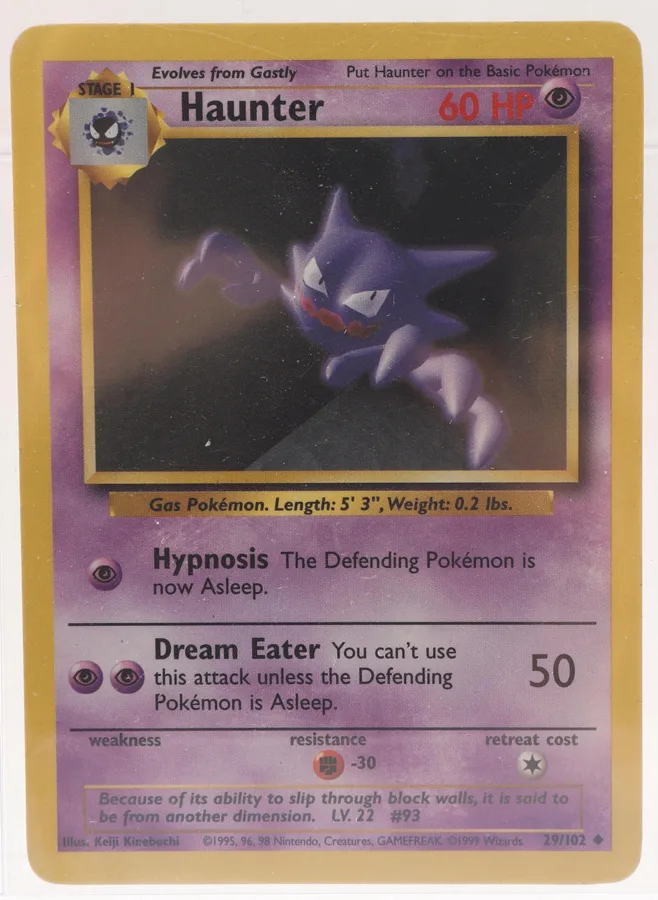 Evolves from Gastly Put Haunter on the Basic Pokémon
STAGE 1
Haunter 60 HP
Gas Pokémon. Length: 5' 3", Weight: 0.2 lbs.
Hypnosis The Defending Pokémon is
now Asleep.
Dream Eater You can't use
this attack unless the Defending
Pokémon is Asleep.
50
weakness resistance retreat cost
-30
Because of its ability to slip through block walls, it is said to
be from another dimension. LV. 22 #93
Illus. Keiji Kinebuchi ©1995, 96, 98 Nintendo, Creatures, GAMEFREAK. ©1999 Wizards. 29/102